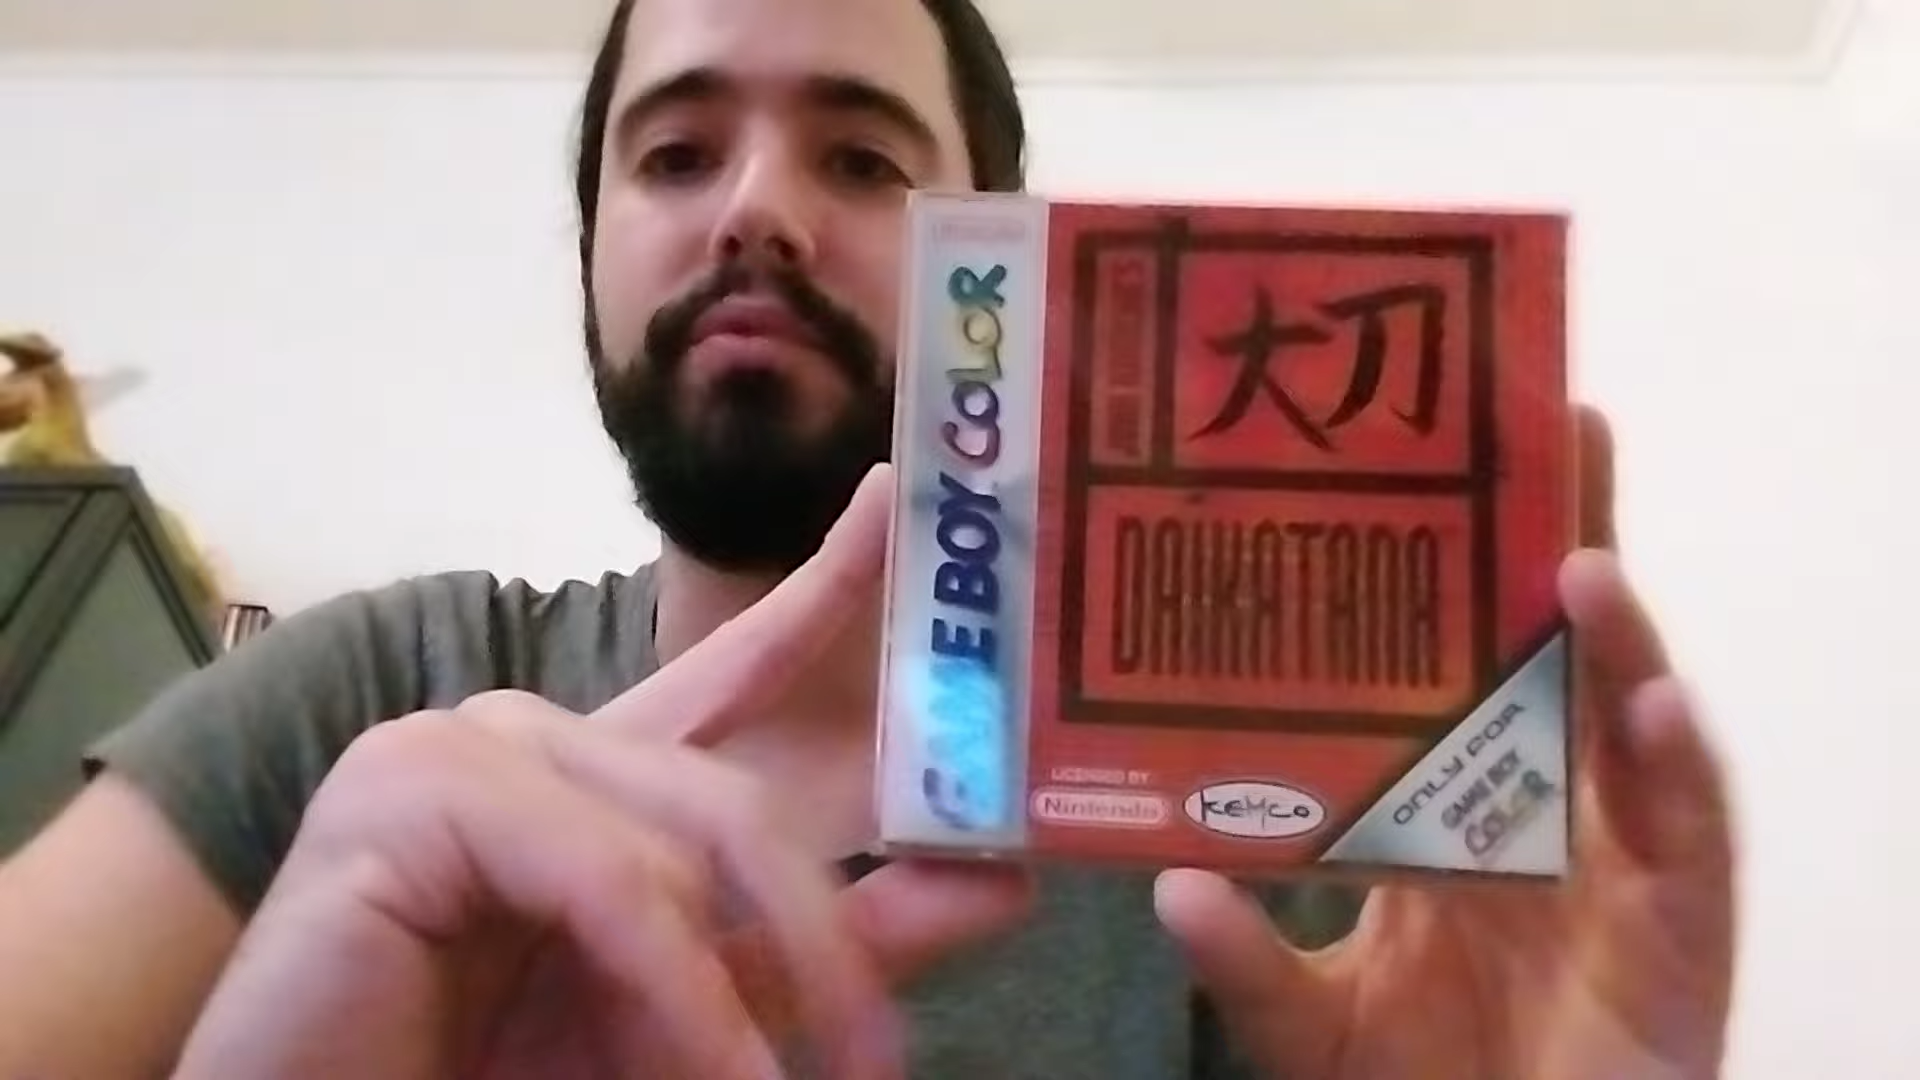 GAME BOY COLOR
大刀
DAIKATANA
LICENSED BY
Nintendo
KEMCO
ONLY FOR
GAME BOY
COLOR